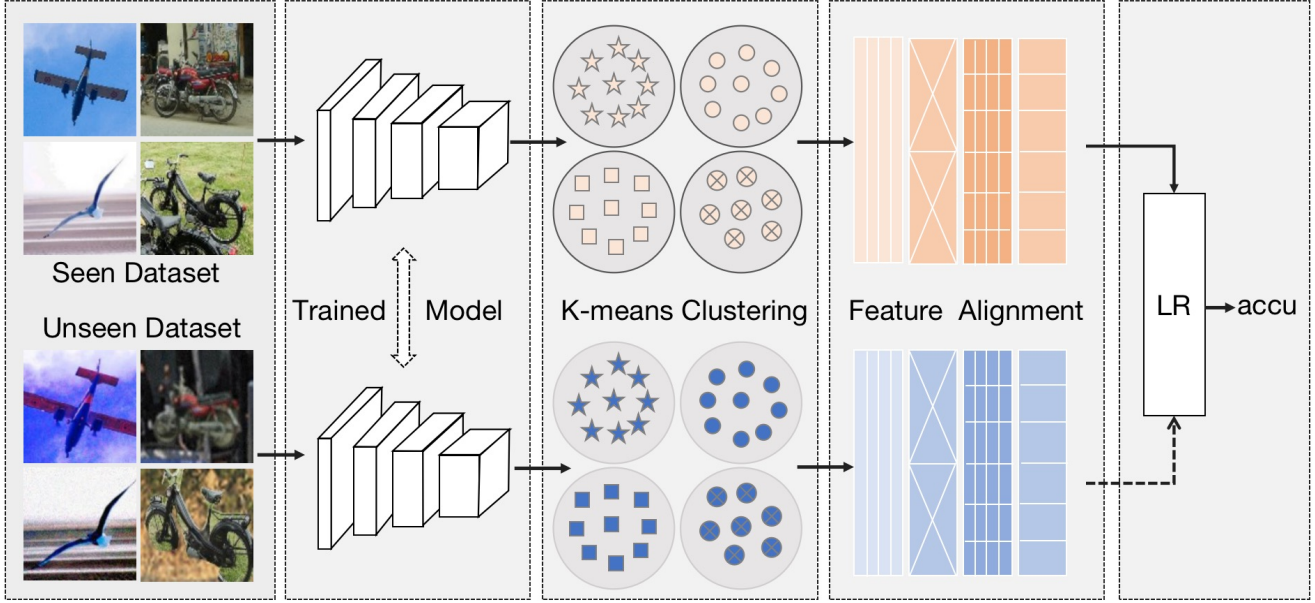 Seen Dataset
Unseen Dataset
Trained Model
K-means Clustering
Feature Alignment
LR
accu